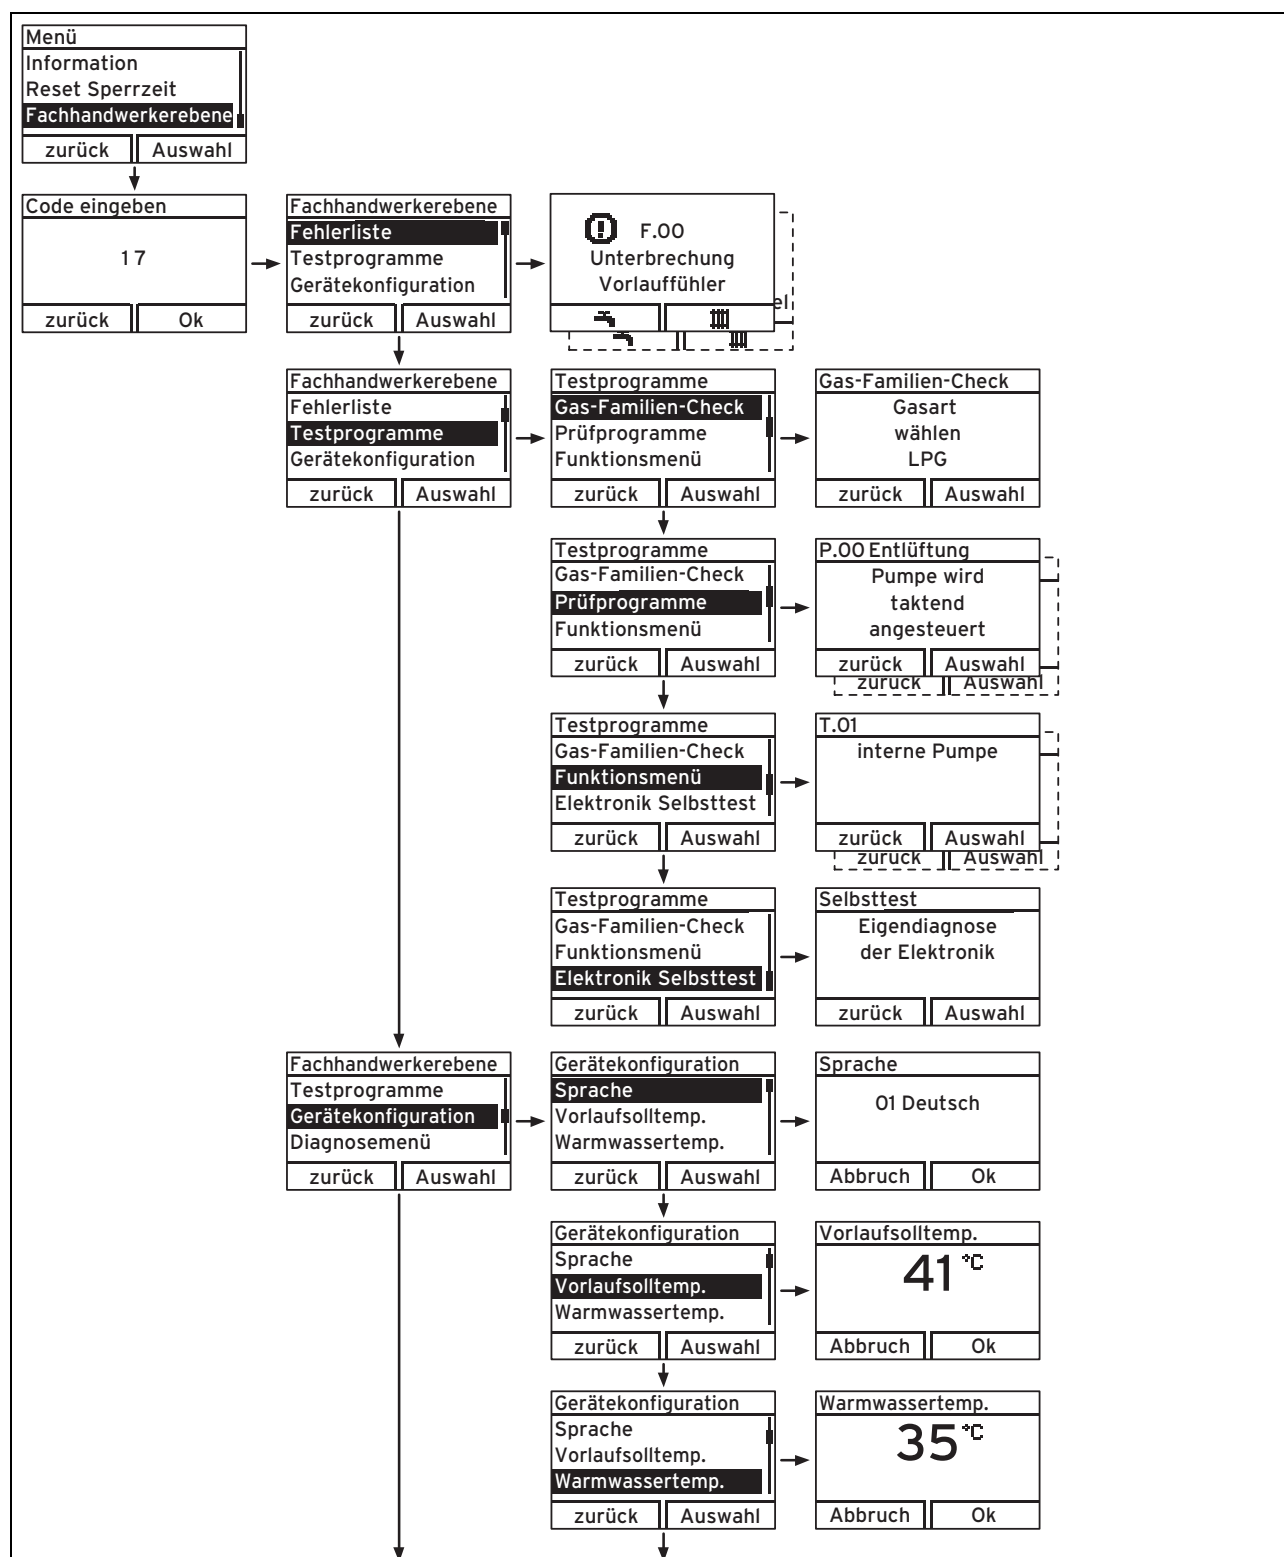 Menü
Information
Reset Sperrzeit
Fachhandwerkerebene
zurück Auswahl
Code eingeben
17
zurück Ok
Fachhandwerkerebene
Fehlerliste
Testprogramme
Gerätekonfiguration
zurück Auswahl
F.00
Unterbrechung
Vorlauffühler
el
Fachhandwerkerebene
Fehlerliste
Testprogramme
Gerätekonfiguration
zurück Auswahl
Testprogramme
Gas-Familien-Check
Prüfprogramme
Funktionsmenü
zurück Auswahl
Gas-Familien-Check
Gasart
wählen
LPG
zurück Auswahl
Testprogramme
Gas-Familien-Check
Prüfprogramme
Funktionsmenü
zurück Auswahl
P.00 Entlüftung
Pumpe wird
taktend
angesteuert
zurück Auswahl
zurück Auswahl
Testprogramme
Gas-Familien-Check
Funktionsmenü
Elektronik Selbsttest
zurück Auswahl
T.01
interne Pumpe
zurück Auswahl
zurück Auswahl
Testprogramme
Gas-Familien-Check
Funktionsmenü
Elektronik Selbsttest
zurück Auswahl
Selbsttest
Eigendiagnose
der Elektronik
zurück Auswahl
Fachhandwerkerebene
Testprogramme
Gerätekonfiguration
Diagnosemenü
zurück Auswahl
Gerätekonfiguration
Sprache
Vorlaufsolltemp.
Warmwassertemp.
zurück Auswahl
Sprache
01 Deutsch
Abbruch Ok
Gerätekonfiguration
Sprache
Vorlaufsolltemp.
Warmwassertemp.
zurück Auswahl
Vorlaufsolltemp.
41 °C
Abbruch Ok
Gerätekonfiguration
Sprache
Vorlaufsolltemp.
Warmwassertemp.
zurück Auswahl
Warmwassertemp.
35 °C
Abbruch Ok